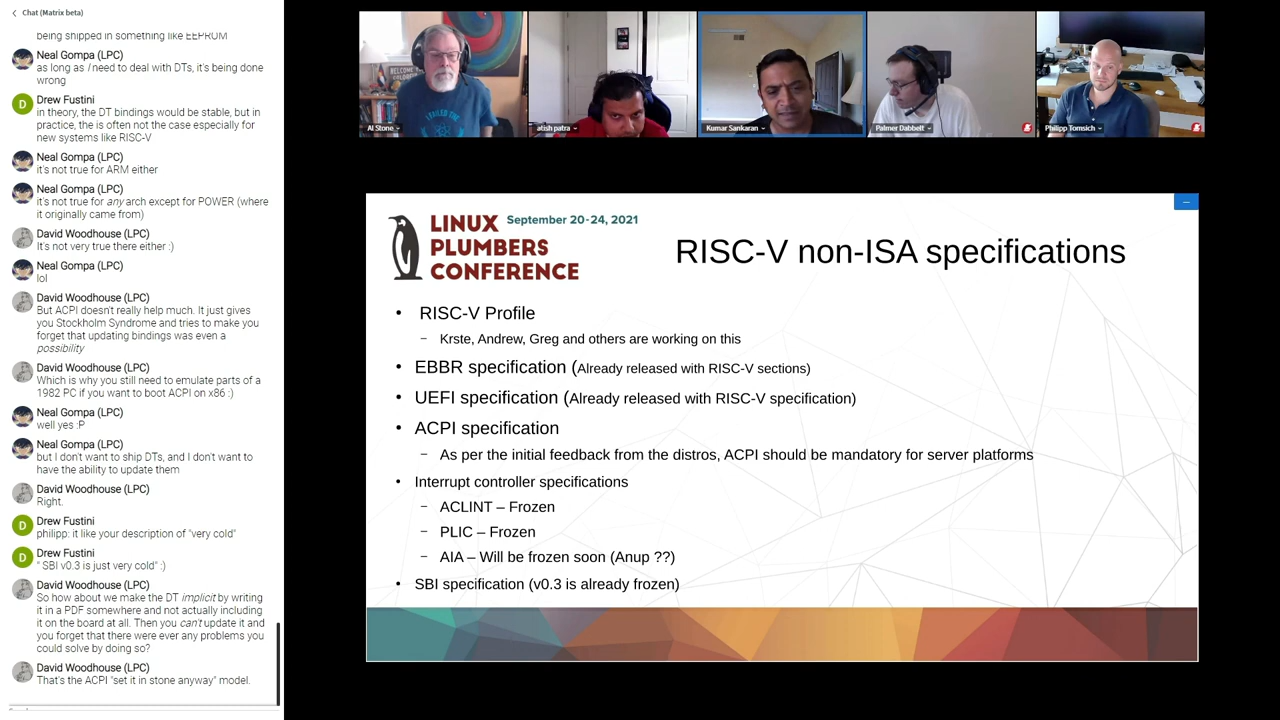 Chat (Matrix beta)
being shipped in something like EEPROM
Neal Gompa (LPC)
as long as I need to deal with DTs, it's being done
wrong
D
Drew Fustini
in theory, the DT bindings would be stable, but in
practice, the is often not the case especially for
new systems like RISC-V
Neal Gompa (LPC)
it's not true for ARM either
Neal Gompa (LPC)
it's not true for any arch except for POWER (where
it originally came from)
David Woodhouse (LPC)
It's not very true there either :)
Neal Gompa (LPC)
lol
David Woodhouse (LPC)
But ACPI doesn't really help much. It just gives
you Stockholm Syndrome and tries to make you
forget that updating bindings was even a
possibility
David Woodhouse (LPC)
Which is why you still need to emulate parts of a
1982 PC if you want to boot ACPI on x86 :)
Neal Gompa (LPC)
well yes :P
Neal Gompa (LPC)
but I don't want to ship DTs, and I don't want to
have the ability to update them
David Woodhouse (LPC)
Right.
D
Drew Fustini
philipp: it like your description of "very cold"
D
Drew Fustini
" SBI v0.3 is just very cold" :)
David Woodhouse (LPC)
So how about we make the DT implicit by writing
it in a PDF somewhere and not actually including
it on the board at all. Then you can't update it and
you forget that there were ever any problems you
could solve by doing so?
David Woodhouse (LPC)
That's the ACPI "set it in stone anyway" model.
Al Stone
atish patra
Kumar Sankaran
Palmer Dabbelt
Philipp Tomsich
LINUX
PLUMBERS
CONFERENCE
September 20-24, 2021
RISC-V non-ISA specifications
• RISC-V Profile
– Krste, Andrew, Greg and others are working on this
• EBBR specification (Already released with RISC-V sections)
• UEFI specification (Already released with RISC-V specification)
• ACPI specification
– As per the initial feedback from the distros, ACPI should be mandatory for server platforms
• Interrupt controller specifications
– ACLINT – Frozen
– PLIC – Frozen
– AIA – Will be frozen soon (Anup ??)
• SBI specification (v0.3 is already frozen)